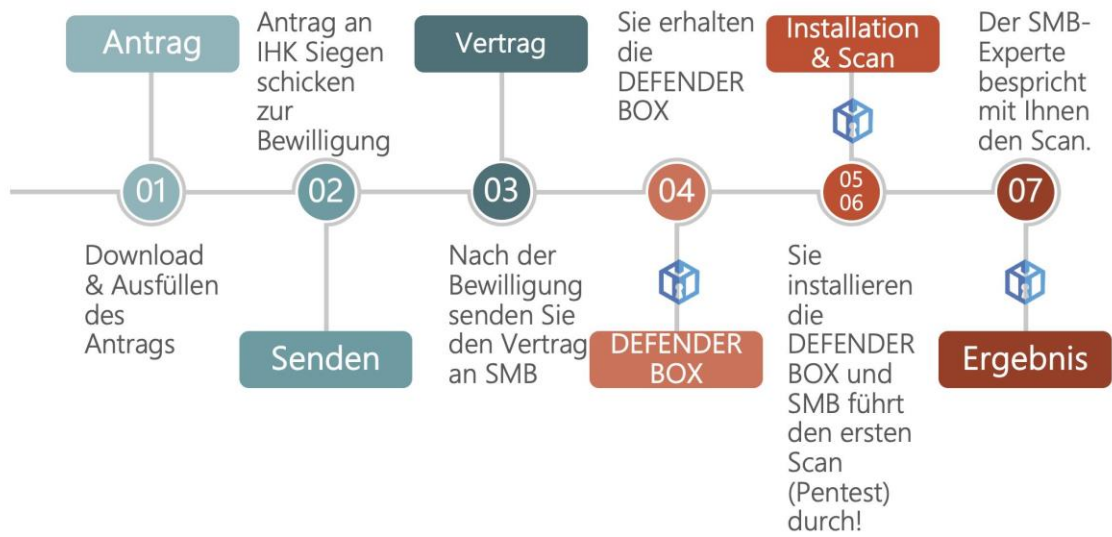 Antrag
01
Download
& Ausfüllen
des
Antrags
Antrag an
IHK Siegen
schicken
zur
Bewilligung
02
Senden
Vertrag
03
Nach der
Bewilligung
senden Sie
den Vertrag
an SMB
Sie erhalten
die
DEFENDER
BOX
04
DEFENDER
BOX
Installation
& Scan
05
06
Sie
installieren
die
DEFENDER
BOX und
SMB führt
den ersten
Scan
(Pentest)
durch!
Der SMB-
Experte
bespricht
mit Ihnen
den Scan.
07
Ergebnis